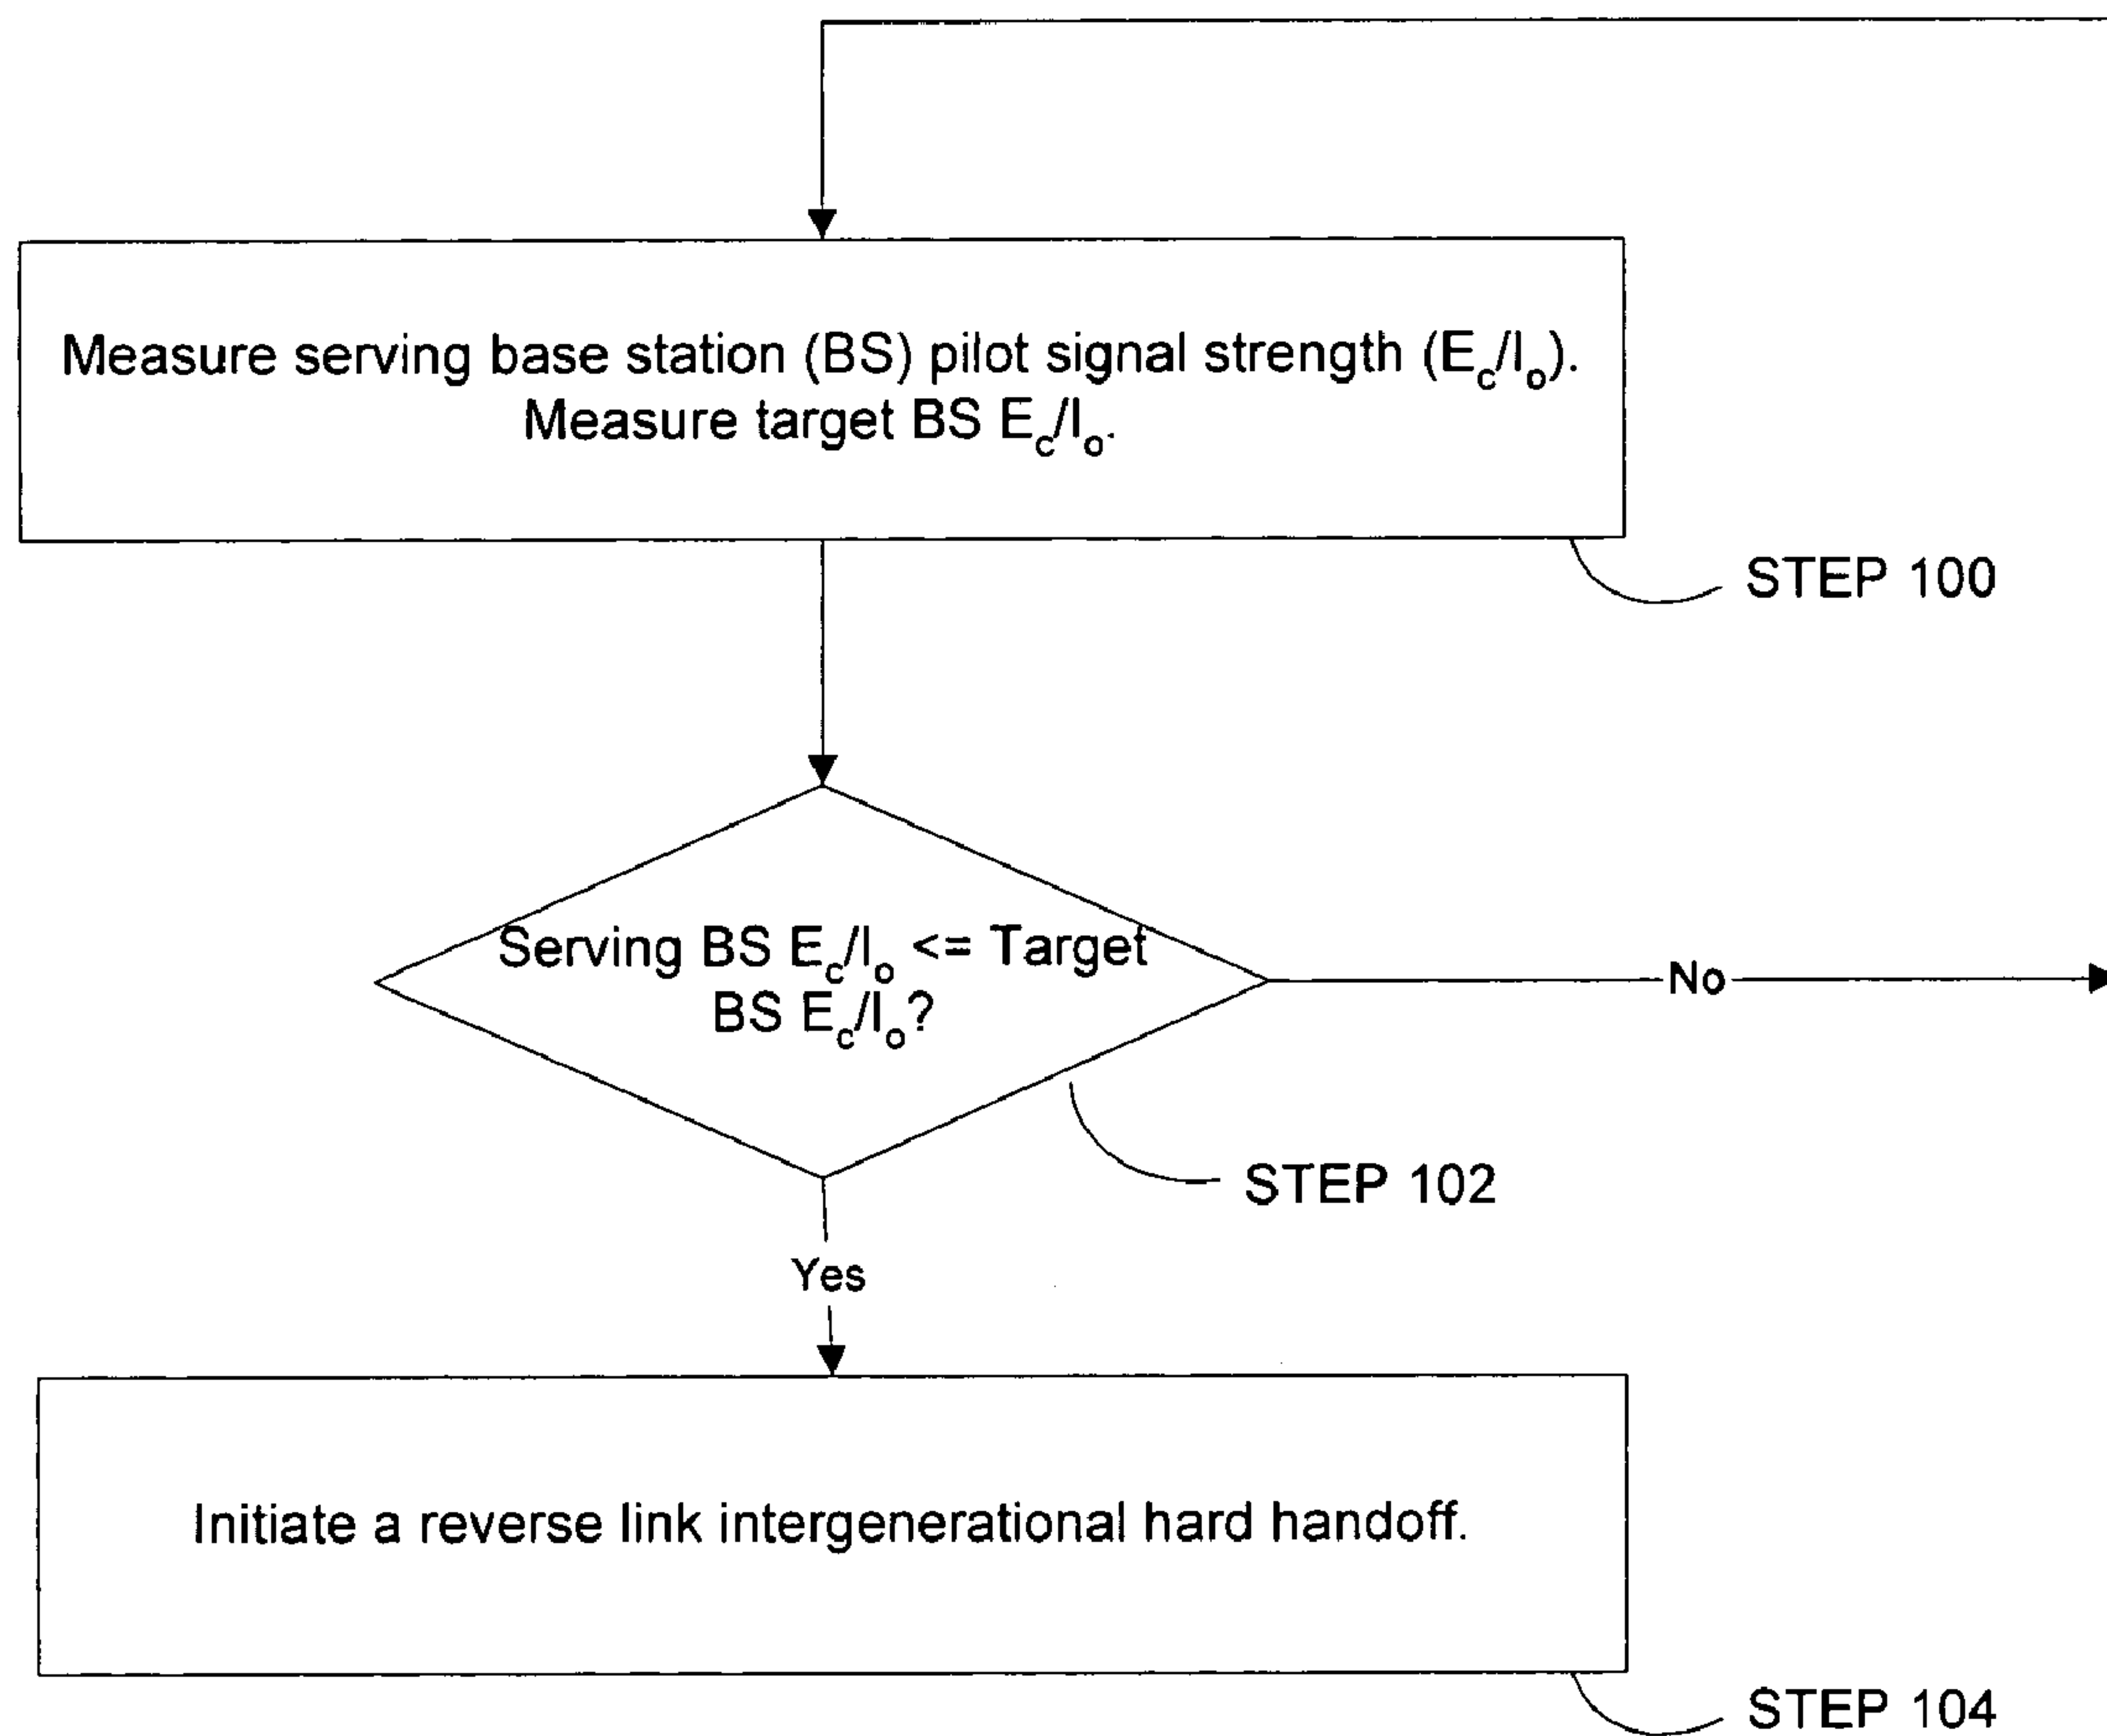 Measure serving base station (BS) pilot signal strength (Ec/Io).
Measure target BS Ec/Io.
STEP 100
Serving BS Ec/Io <= Target
BS Ec/Io?
No
STEP 102
Yes
Initiate a reverse link intergenerational hard handoff.
STEP 104